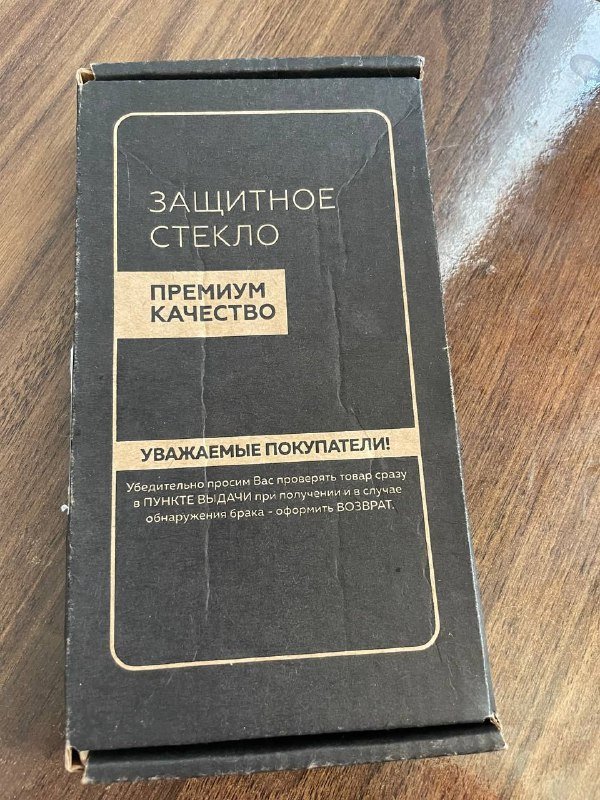 ЗАЩИТНОЕ
СТЕКЛО
ПРЕМИУМ
КАЧЕСТВО
УВАЖАЕМЫЕ ПОКУПАТЕЛИ!
Убедительно просим Вас проверять товар сразу
в ПУНКТЕ ВЫДАЧИ при получении и в случае
обнаружения брака - оформить ВОЗВРАТ.